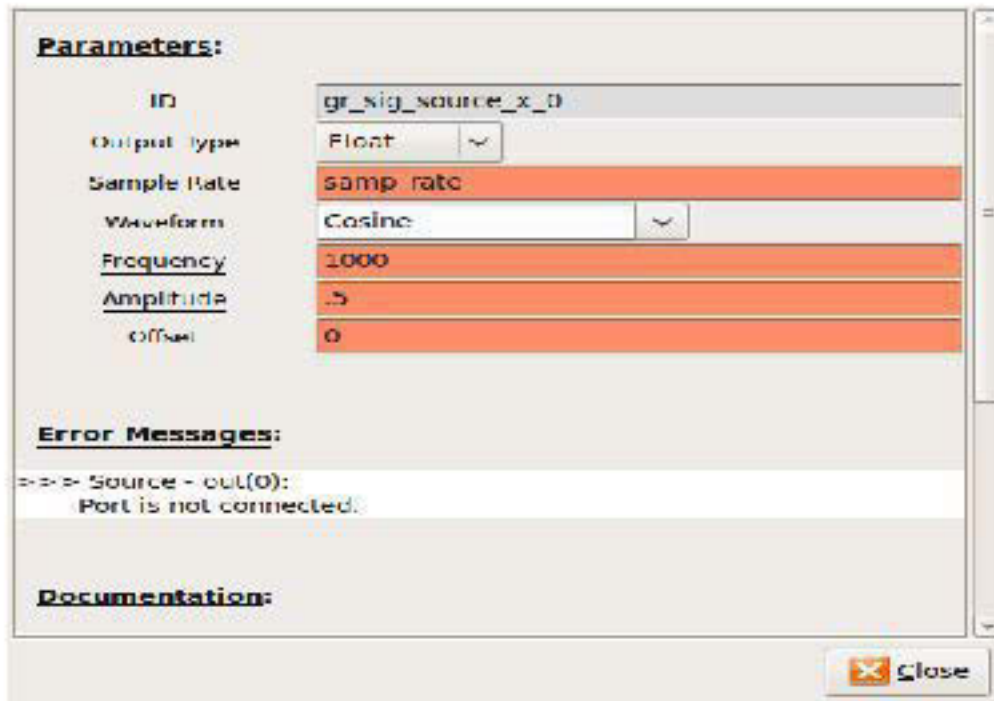 Parameters:
ID gr_sig_source_x_0
Output Type Float
Sample Rate samp_rate
Waveform Cosine
Frequency 1000
Amplitude .5
Offset 0
Error Messages:
>>> Source - out(0):
Port is not connected.
Documentation:
Close